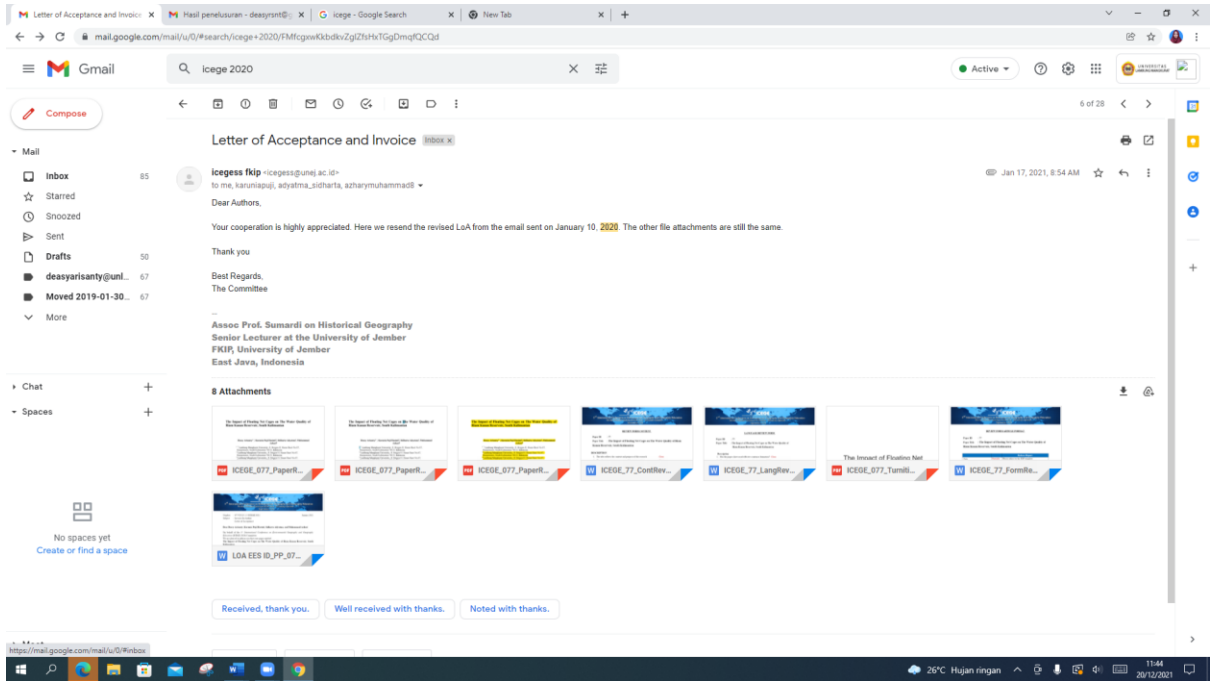 Letter of Acceptance and Invoice
Hasil penelusuran - deasyrsnt@g
icege - Google Search
New Tab
mail.google.com/mail/u/0/#search/icege+2020/FMfcgxwKkbdkvZglZfsHxTGgDmqfQCQd
Gmail
icege 2020
Active
UNIVERSITAS
Compose
6 of 28
Mail
Inbox 85
Starred
Snoozed
Sent
Drafts 50
deasyarisanty@unl... 67
Moved 2019-01-30... 67
More
Chat
Spaces
No spaces yet
Create or find a space
https://mail.google.com/mail/u/0/#inbox
Letter of Acceptance and Invoice Inbox x
icegess fkip <icegess@unej.ac.id>
Jan 17, 2021, 8:54 AM
to me, karuniapuji, adyatma_sidharta, azharymuhammad8
Dear Authors,
Your cooperation is highly appreciated. Here we resend the revised LoA from the email sent on January 10, 2020. The other file attachments are still the same.
Thank you
Best Regards,
The Committee
--
Assoc Prof. Sumardi on Historical Geography
Senior Lecturer at the University of Jember
FKIP, University of Jember
East Java, Indonesia
8 Attachments
The Impact of Floating Net
PDF ICEGE_077_PaperR...
PDF ICEGE_077_PaperR...
PDF ICEGE_077_PaperR...
W ICEGE_77_ContRev...
W ICEGE_77_LangRev...
PDF ICEGE_077_Turniti...
W ICEGE_77_FormRe...
W LOA EES ID_PP_07...
Received, thank you.
Well received with thanks.
Noted with thanks.
26°C Hujan ringan
11:44
20/12/2021